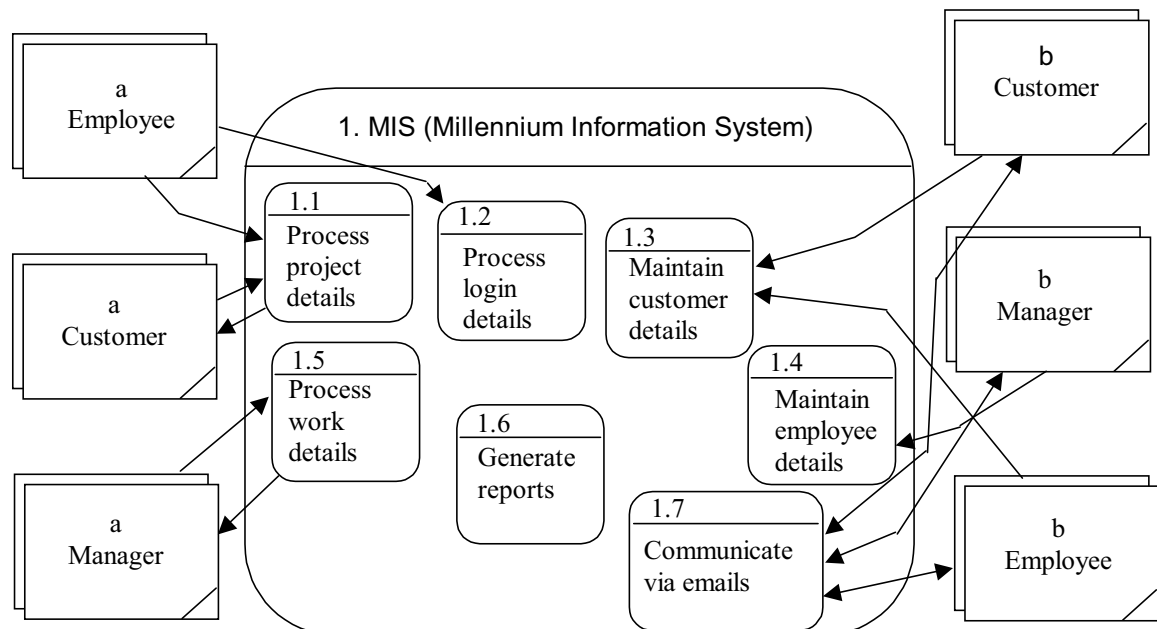 a
Employee
b
Customer
1. MIS (Millennium Information System)
1.1
Process
project
details
1.2
Process
login
details
1.3
Maintain
customer
details
a
Customer
b
Manager
1.5
Process
work
details
1.4
Maintain
employee
details
1.6
Generate
reports
a
Manager
1.7
Communicate
via emails
b
Employee